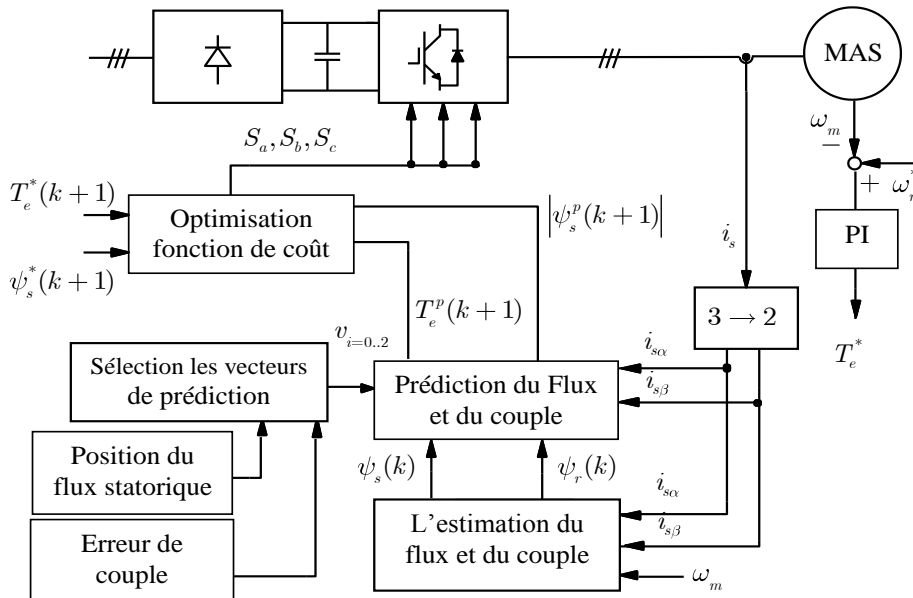 MAS
ω_m
−
+
ω_m^*
PI
T_e^*
S_a, S_b, S_c
T_e^*(k+1)
ψ_s^*(k+1)
Optimisation
fonction de coût
|ψ_s^p(k+1)|
T_e^p(k+1)
i_s
3 → 2
v_{i=0..2}
Sélection les vecteurs
de prédiction
Prédiction du Flux
et du couple
i_{sα}
i_{sβ}
Position du
flux statorique
ψ_s(k)
ψ_r(k)
Erreur de
couple
L'estimation du
flux et du couple
i_{sα}
i_{sβ}
ω_m